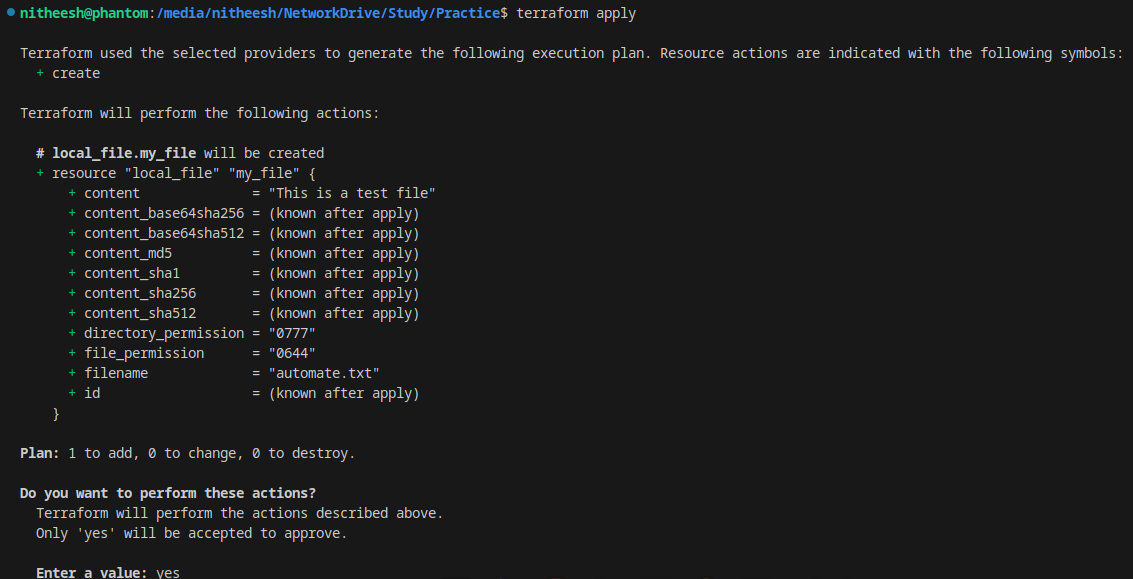 nitheesh@phantom:/media/nitheesh/NetworkDrive/Study/Practice$ terraform apply
Terraform used the selected providers to generate the following execution plan. Resource actions are indicated with the following symbols:
  + create
Terraform will perform the following actions:
  # local_file.my_file will be created
  + resource "local_file" "my_file" {
      + content              = "This is a test file"
      + content_base64sha256 = (known after apply)
      + content_base64sha512 = (known after apply)
      + content_md5          = (known after apply)
      + content_sha1         = (known after apply)
      + content_sha256       = (known after apply)
      + content_sha512       = (known after apply)
      + directory_permission = "0777"
      + file_permission      = "0644"
      + filename             = "automate.txt"
      + id                   = (known after apply)
    }
Plan: 1 to add, 0 to change, 0 to destroy.
Do you want to perform these actions?
  Terraform will perform the actions described above.
  Only 'yes' will be accepted to approve.
  Enter a value: yes